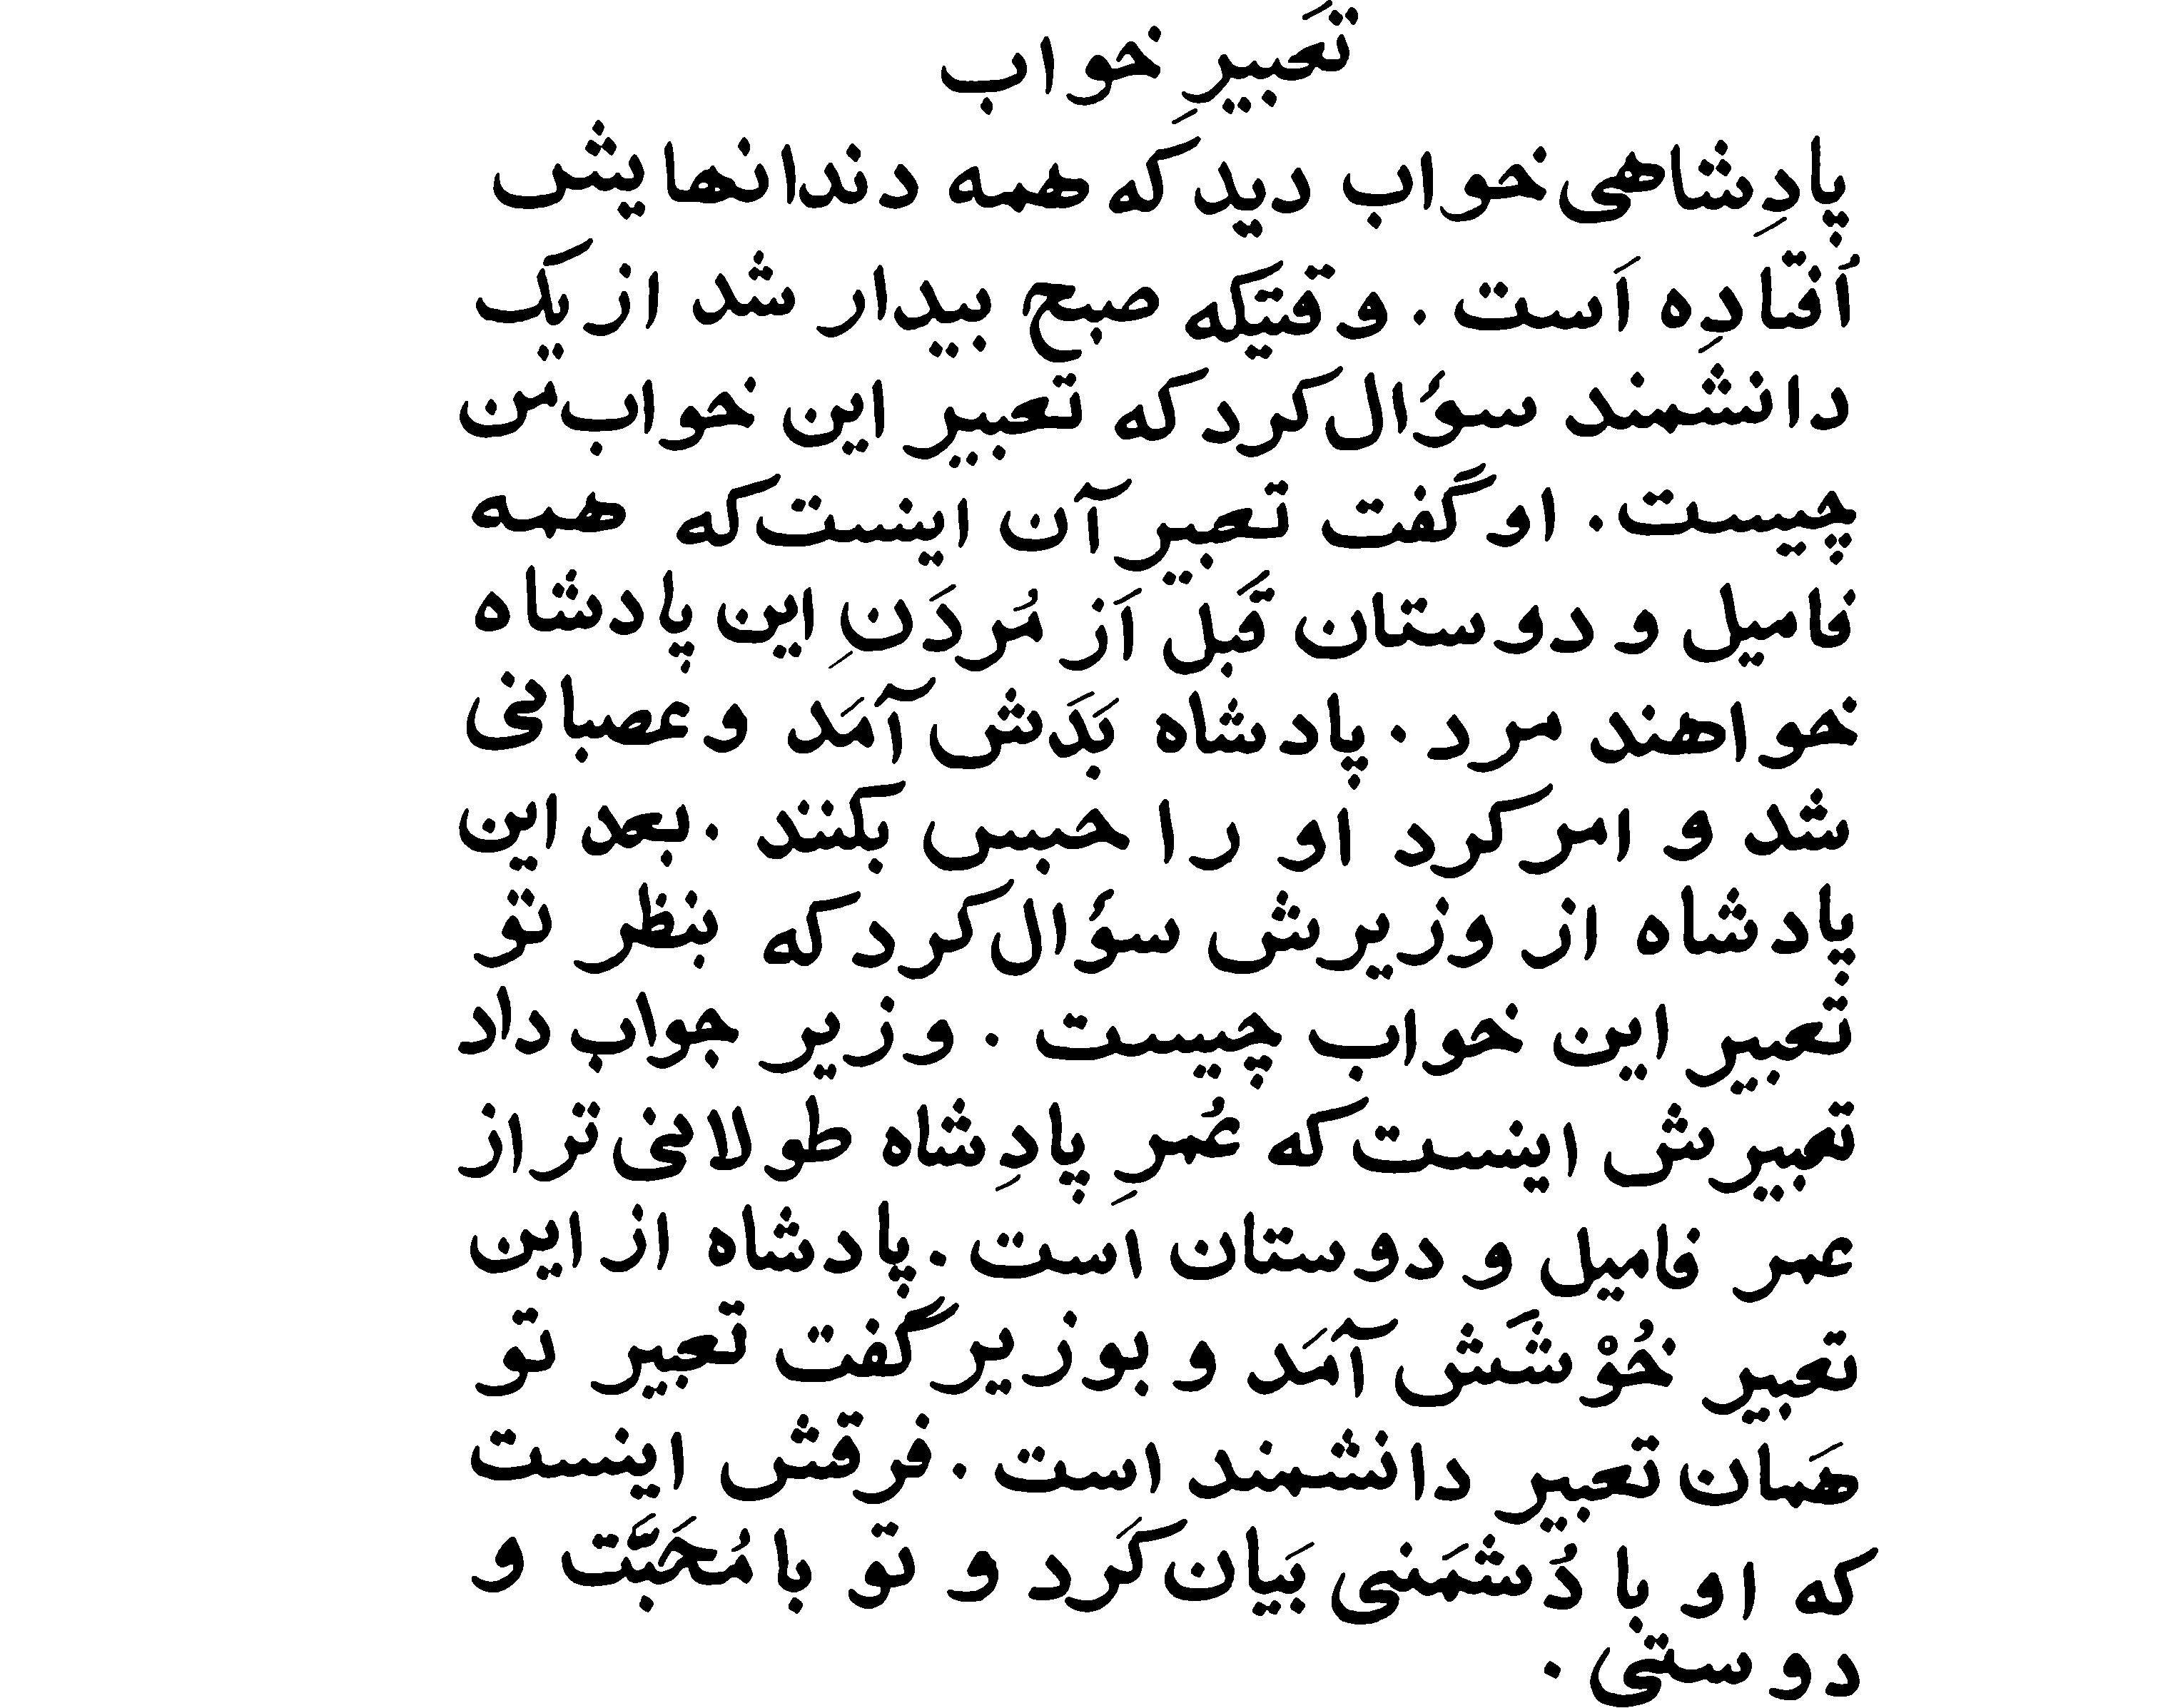 تَعبیرِ خواب
پادِشاهی خواب دید که همه دندانهایش
اُفتادِه اَست . وقتیکه صبح بیدار شد از یک
دانشمند سؤال کرد که تعبیر این خواب من
چیست . او گفت تعبیر آن اینست که همه
فامیل و دوستان قَبل اَز مُردَنِ این پادشاه
خواهند مرد . پادشاه بَدَش آمَد و عصبانی
شد و امر کرد او را حبس بکنند . بعد این
پادشاه از وزیرش سؤال کرد که بنظر تو
تعبیر این خواب چیست . وزیر جواب داد
تعبیرش اینست که عُمرِ پادِشاه طولانی تر از
عمر فامیل و دوستان است . پادشاه از این
تعبیر خُوْشَش آمَد و بوزیر گفت تعبیر تو
هَمان تعبیر دانشمند است . فرقش اینست
که او با دُشمَنی بَیان کَرد و تو با مُحَبَّت و
دوستی .